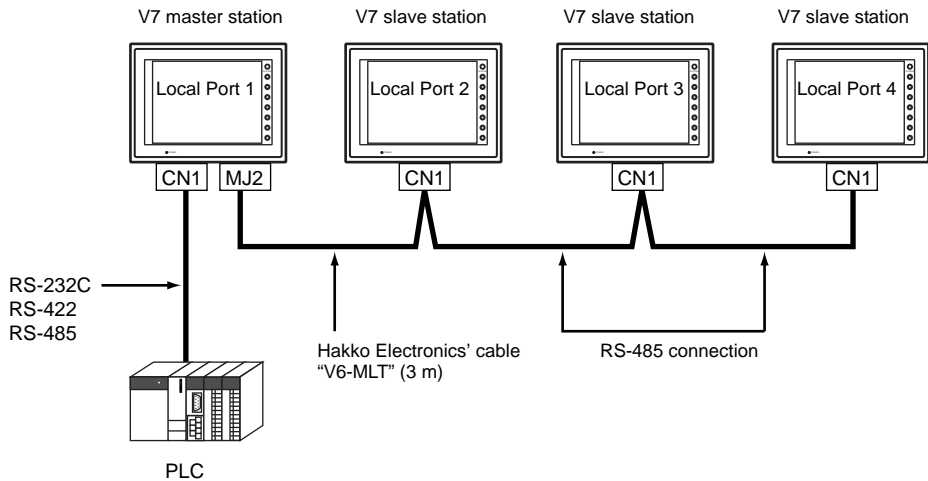 V7 master station
V7 slave station
V7 slave station
V7 slave station
Local Port 1
Local Port 2
Local Port 3
Local Port 4
CN1
MJ2
CN1
CN1
CN1
RS-232C
RS-422
RS-485
Hakko Electronics’ cable
“V6-MLT” (3 m)
RS-485 connection
PLC